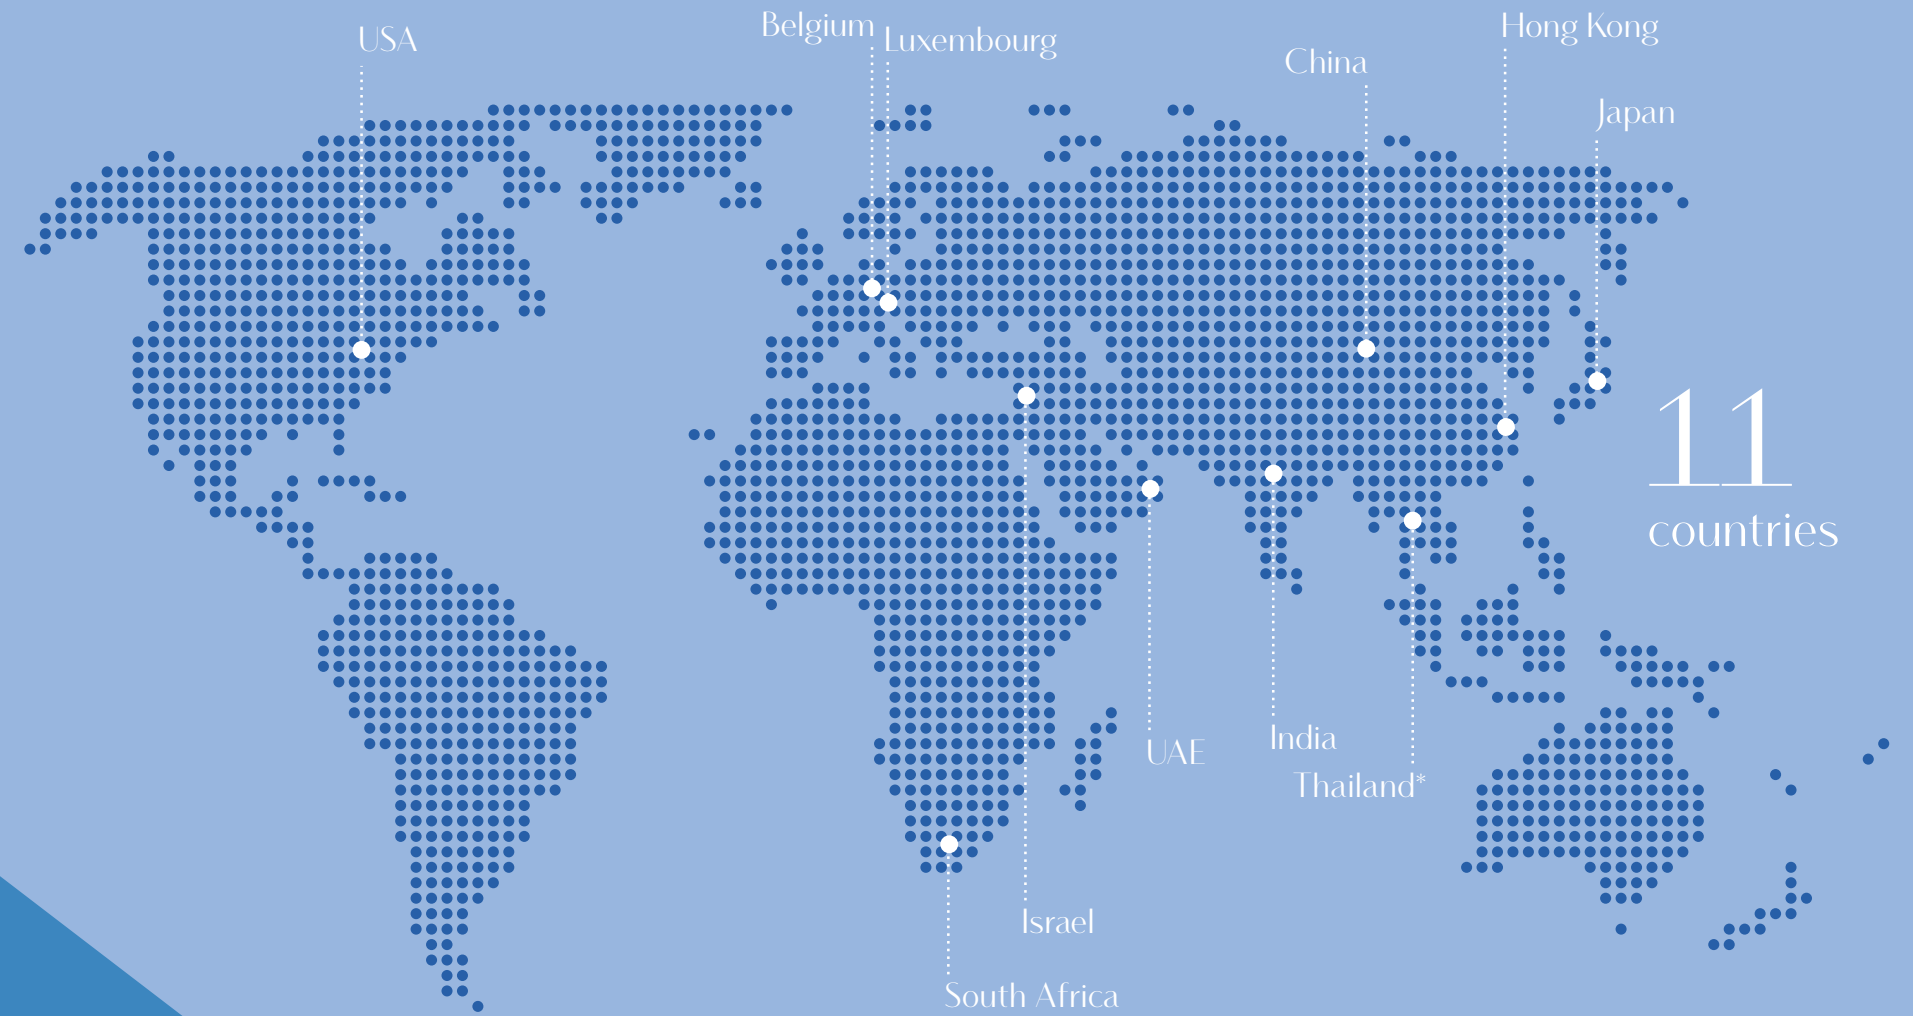 USA
Belgium
Luxembourg
China
Hong Kong
Japan
11
countries
UAE
India
Thailand*
Israel
South Africa